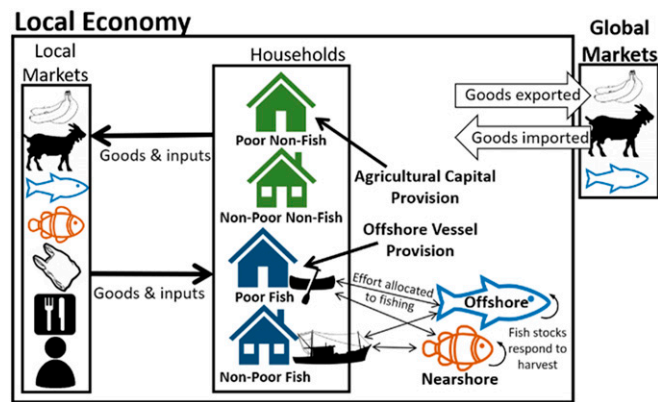 Local Economy
Local
Markets
Households
Global
Markets
Poor Non-Fish
Goods & inputs
Non-Poor Non-Fish
Agricultural Capital
Provision
Offshore Vessel
Provision
Goods exported
Goods imported
Goods & inputs
Poor Fish
Non-Poor Fish
Effort allocated
to fishing
Offshore
Fish stocks
respond to
harvest
Nearshore